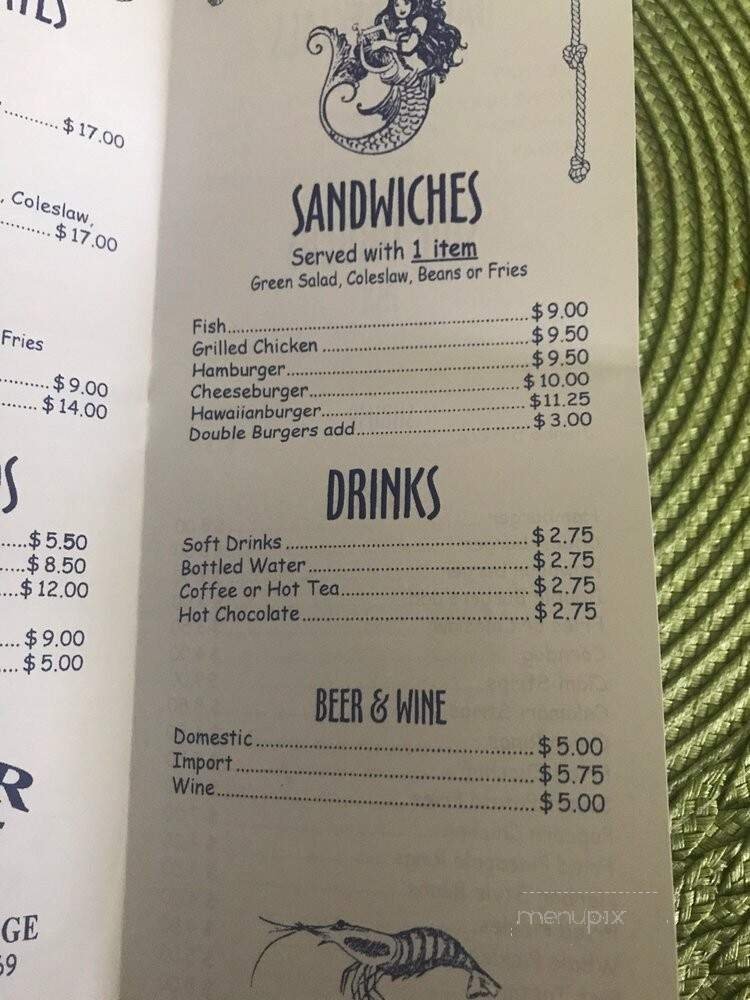 $17.00
, Coleslaw,
$17.00
Fries
$9.00
$14.00
$5.50
$8.50
$12.00
$9.00
$5.00
R
GE
69
SANDWICHES
Served with 1 item
Green Salad, Coleslaw, Beans or Fries
Fish $9.00
Grilled Chicken $9.50
Hamburger $9.50
Cheeseburger $10.00
Hawaiianburger $11.25
Double Burgers add $3.00
DRINKS
Soft Drinks $2.75
Bottled Water $2.75
Coffee or Hot Tea $2.75
Hot Chocolate $2.75
BEER & WINE
Domestic $5.00
Import $5.75
Wine $5.00
menupix